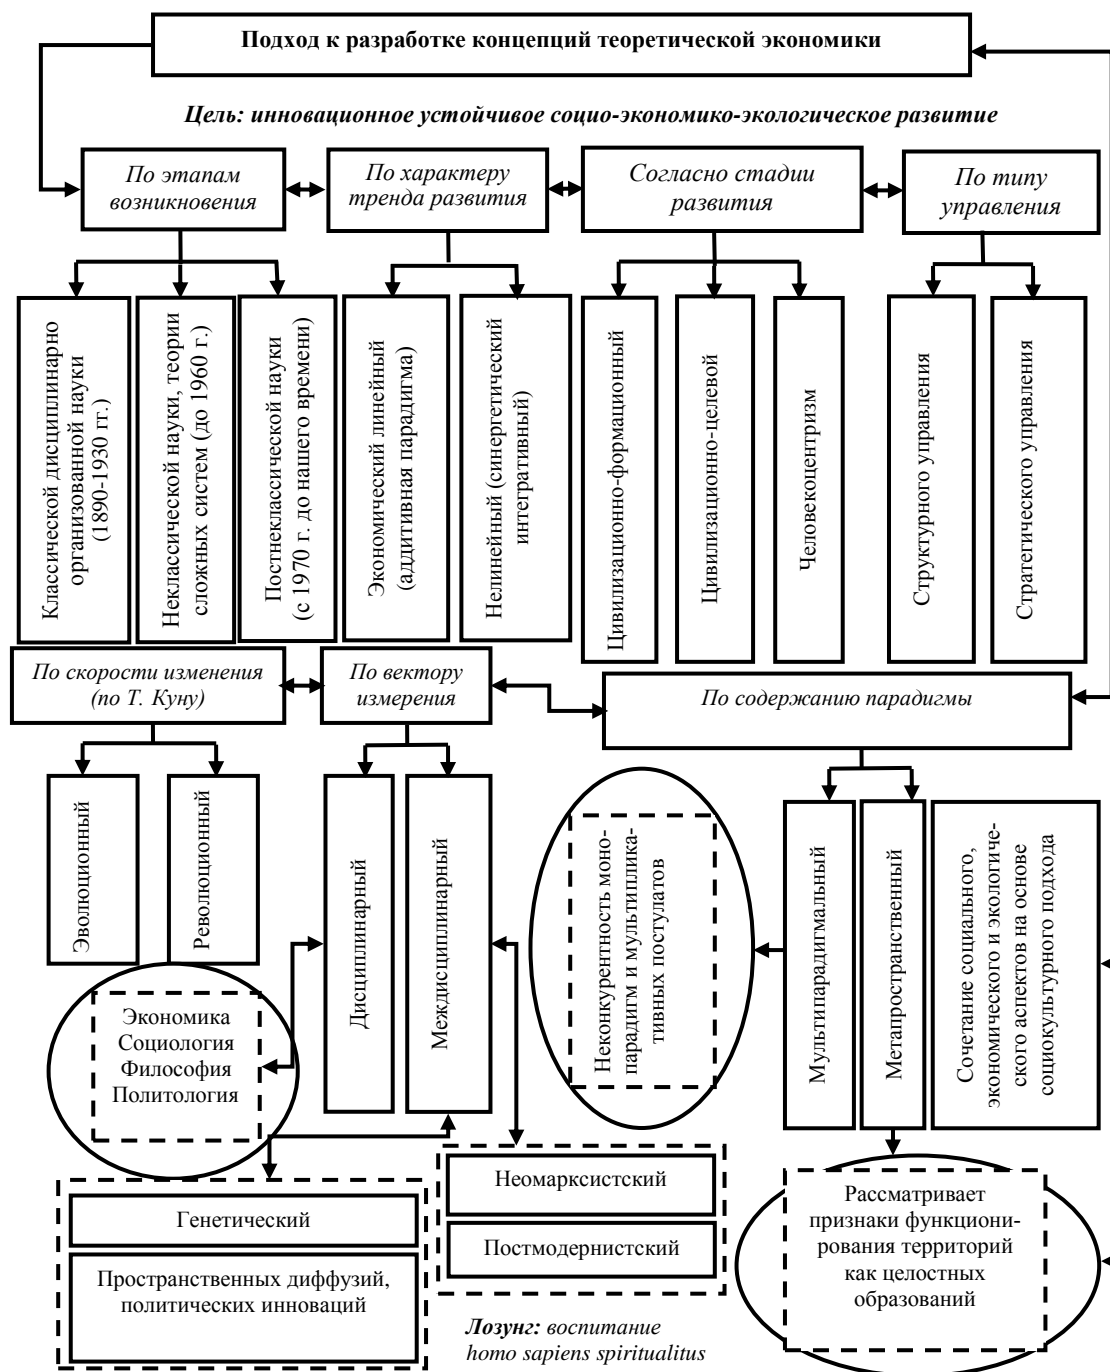 Подход к разработке концепций теоретической экономики
Цель: инновационное устойчивое социо-экономико-экологическое развитие
По этапам
возникновения
По характеру
тренда развития
Согласно стадии
развития
По типу
управления
Классической дисциплинарно
организованной науки
(1890-1930 гг.)
Неклассической науки, теории
сложных систем (до 1960 г.)
Постнеклассической науки
(с 1970 г. до нашего времени)
Экономический линейный
(аддитивная парадигма)
Нелинейный (синергетический
интегративный)
Цивилизационно-формационный
Цивилизационно-целевой
Человекоцентризм
Структурного управления
Стратегического управления
По скорости изменения
(по Т. Куну)
По вектору
измерения
По содержанию парадигмы
Эволюционный
Революционный
Дисциплинарный
Междисциплинарный
Неконкурентность моно-
парадигм и мультиплика-
тивных постулатов
Мультипарадигмальный
Метапространственный
Сочетание социального,
экономического и экологиче-
ского аспектов на основе
социокультурного подхода
Экономика
Социология
Философия
Политология
Генетический
Пространственных диффузий,
политических инноваций
Неомарксистский
Постмодернистский
Рассматривает
признаки функциони-
рования территорий
как целостных
образований
Лозунг: воспитание
homo sapiens spiritualitus